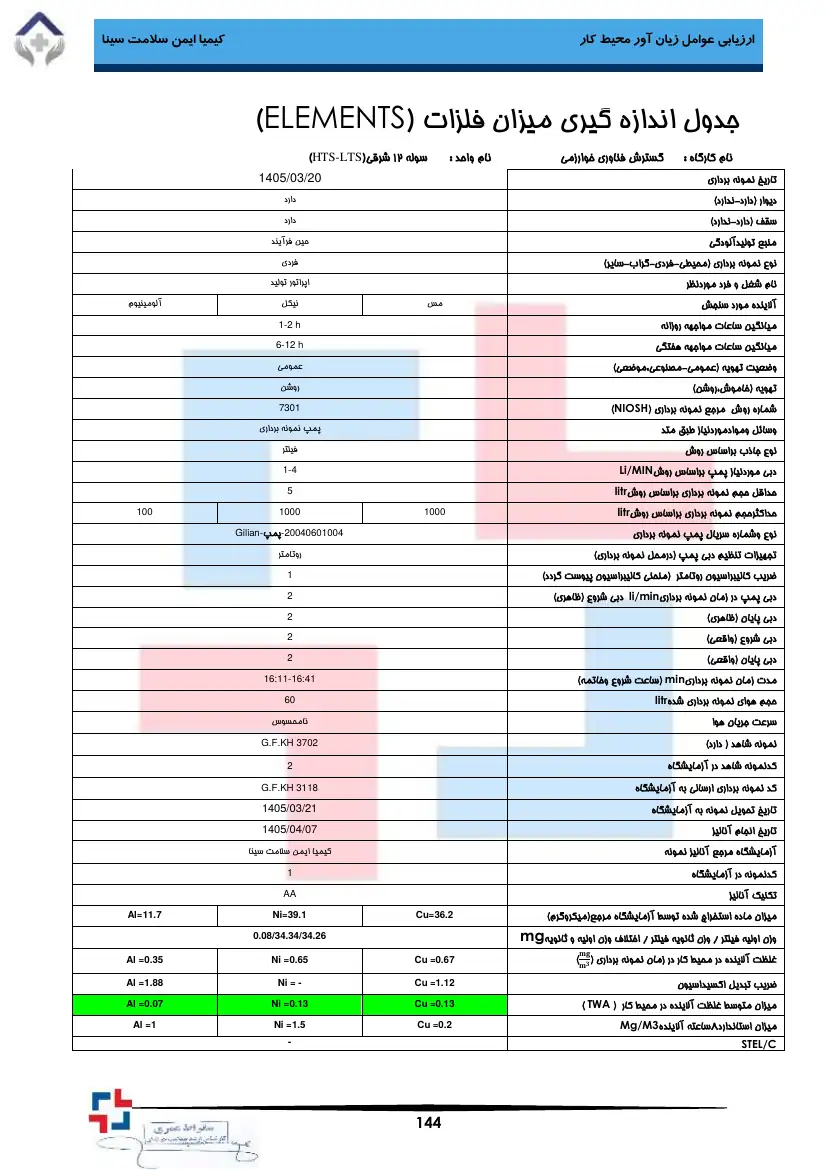 ارزیابی عوامل زیان آور محیط کار
کیمیا ایمن سلامت سینا
جدول اندازه گیری میزان فلزات (ELEMENTS)
نام کارگاه : گسترش فناوری خوارزمی نام واحد : سوله ۱۲ شرقی(HTS-LTS)
تاریخ نمونه برداری 1405/03/20
دیوار (دارد-ندارد) دارد
سقف (دارد-ندارد) دارد
منبع تولیدآلودگی حین فرآیند
نوع نمونه برداری (محیطی-فردی-گراب-سایر) فردی
نام شغل و فرد موردنظر اپراتور تولید
آلاینده مورد سنجش مس نیکل آلومینیوم
میانگین ساعات مواجهه روزانه 1-2 h
میانگین ساعات مواجهه هفتگی 6-12 h
وضعیت تهویه (عمومی-مصنوعی،موضعی) عمومی
تهویه (خاموش،روشن) روشن
شماره روش مرجع نمونه برداری (NIOSH) 7301
وسائل وموادموردنیاز طبق متد پمپ نمونه برداری
نوع جاذب براساس روش فیلتر
دبی موردنیاز پمپ براساس روشLi/MIN 1-4
حداقل حجم نمونه برداری براساس روشlitr 5
حداکثرحجم نمونه برداری براساس روشlitr 1000 1000 100
نوع وشماره سریال پمپ نمونه برداری Gilian-پمپ-20040601004
تجهیزات تنظیم دبی پمپ (درمحل نمونه برداری) روتامتر
ضریب کالیبراسیون روتامتر (منحنی کالیبراسیون پیوست گردد) 1
دبی پمپ در زمان نمونه برداریli/min دبی شروع (ظاهری) 2
دبی پایان (ظاهری) 2
دبی شروع (واقعی) 2
دبی پایان (واقعی) 2
مدت زمان نمونه برداریmin (ساعت شروع وخاتمه) 16:11-16:41
حجم هوای نمونه برداری شدهlitr 60
سرعت جریان هوا نامحسوس
نمونه شاهد ( دارد) G.F.KH 3702
کدنمونه شاهد در آزمایشگاه 2
کد نمونه برداری ارسالی به آزمایشگاه G.F.KH 3118
تاریخ تحویل نمونه به آزمایشگاه 1405/03/21
تاریخ انجام آنالیز 1405/04/07
آزمایشگاه مرجع آنالیز نمونه کیمیا ایمن سلامت سینا
کدنمونه در آزمایشگاه 1
تکنیک آنالیز AA
میزان ماده استخراج شده توسط آزمایشگاه مرجع(میکروگرم) Cu=36.2 Ni=39.1 Al=11.7
وزن اولیه فیلتر / وزن ثانویه فیلتر / اختلاف وزن اولیه و ثانویهmg 0.08/34.34/34.26
غلظت آلاینده در محیط کار در زمان نمونه برداری (mg/m³) Cu =0.67 Ni =0.65 Al =0.35
ضریب تبدیل اکسیداسیون Cu =1.12 Ni = - Al =1.88
میزان متوسط غلظت آلاینده در محیط کار ( TWA ) Cu =0.13 Ni =0.13 Al =0.07
میزان استاندارد۸ساعته آلایندهMg/M3 Cu =0.2 Ni =1.5 Al =1
STEL/C -
144